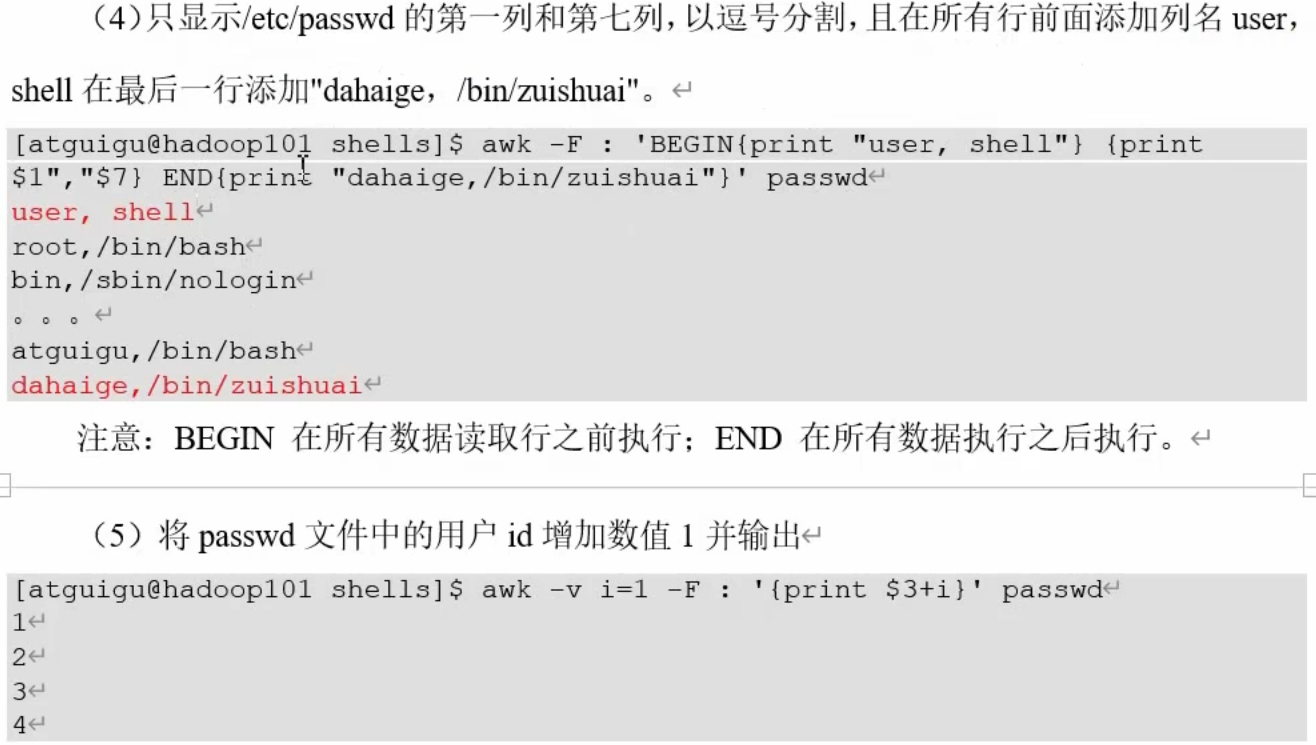 （4）只显示/etc/passwd 的第一列和第七列，以逗号分割，且在所有行前面添加列名 user，
shell 在最后一行添加"dahaige，/bin/zuishuai"。↵
[atguigu@hadoop101 shells]$ awk -F : 'BEGIN{print "user, shell"} {print
$1","$7} END{print "dahaige,/bin/zuishuai"}' passwd↵
user, shell↵
root,/bin/bash↵
bin,/sbin/nologin↵
。。。↵
atguigu,/bin/bash↵
dahaige,/bin/zuishuai↵
注意：BEGIN 在所有数据读取行之前执行；END 在所有数据执行之后执行。↵
（5）将 passwd 文件中的用户 id 增加数值 1 并输出↵
[atguigu@hadoop101 shells]$ awk -v i=1 -F : '{print $3+i}' passwd↵
1↵
2↵
3↵
4↵